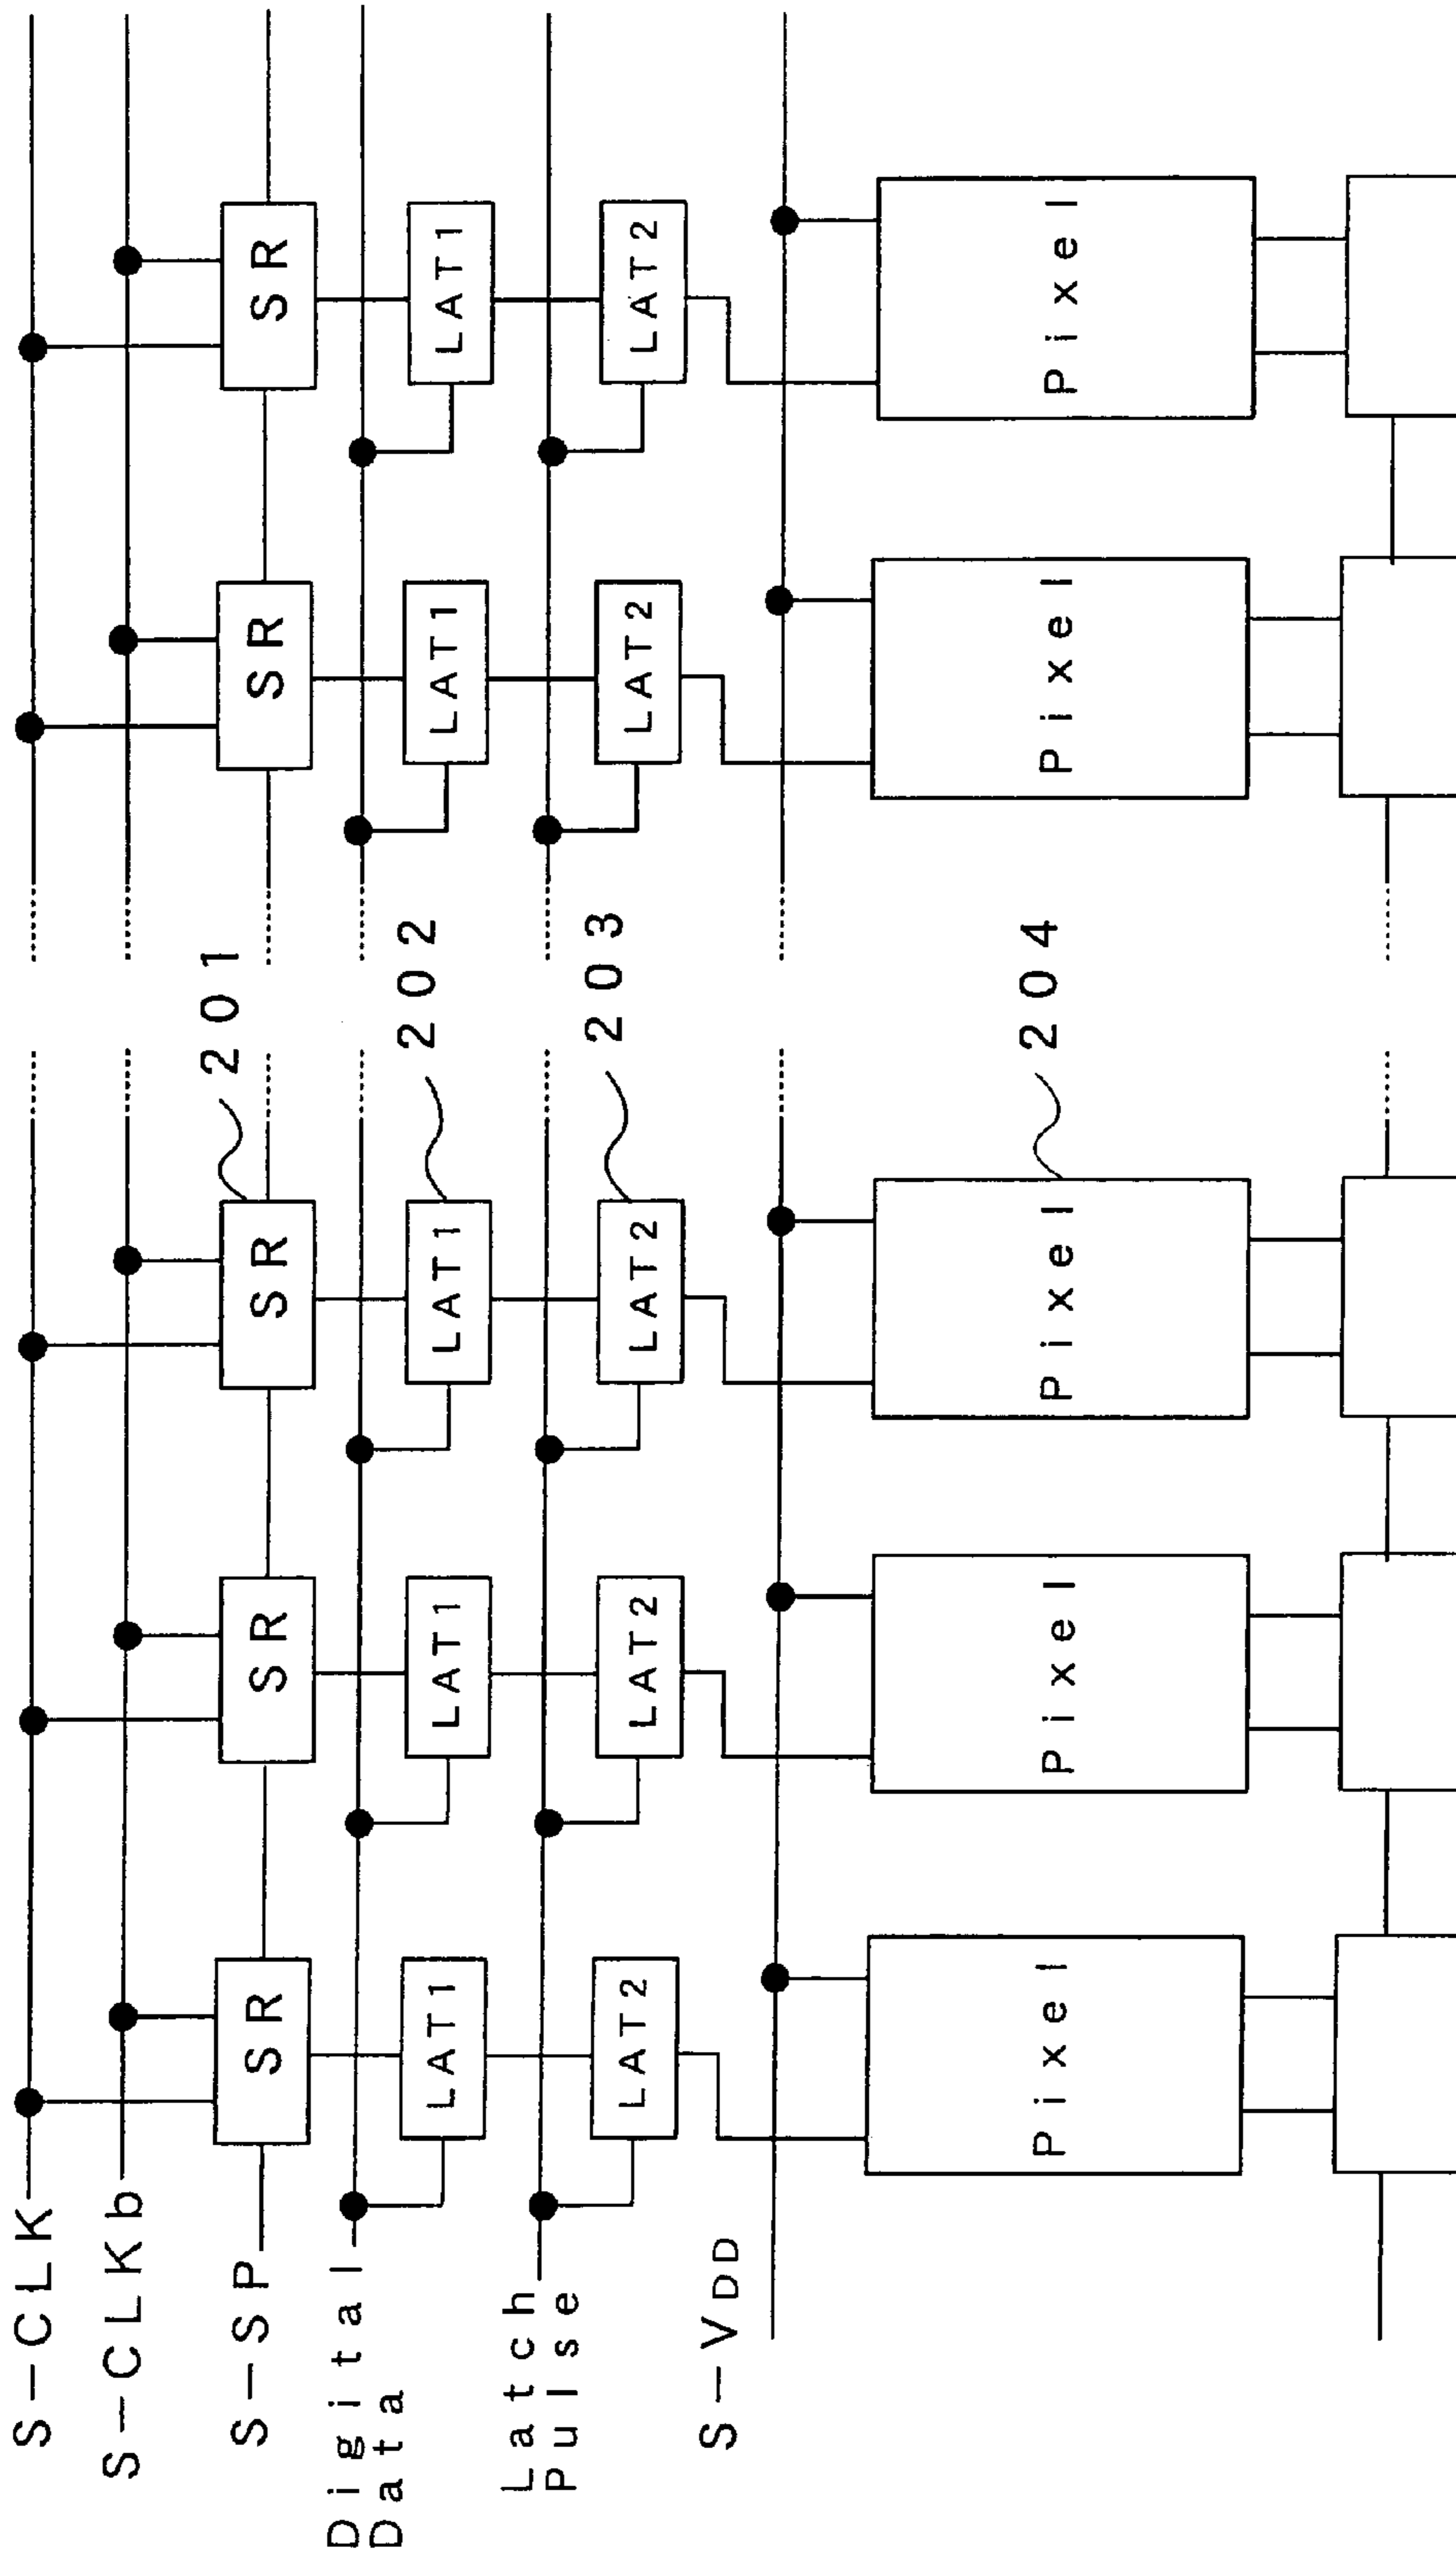 S-CLK
S-CLKb
S-SP
Digital
Data
Latch
Pulse
S-VDD
SR
SR
SR
SR
SR
201
LAT1
LAT1
LAT1
LAT1
LAT1
202
LAT2
LAT2
LAT2
LAT2
LAT2
203
Pixel
Pixel
Pixel
Pixel
Pixel
204